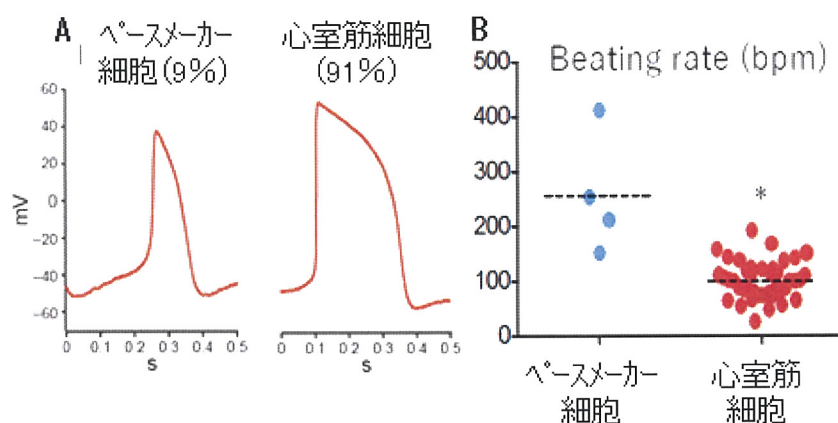 A
ペースメーカー
細胞(9%)
心室筋細胞
(91%)
60
40
20
0
-20
-40
-60
mV
0 0.1 0.2 0.3 0.4 0.5
s
0 0.1 0.2 0.3 0.4 0.5
s
B
Beating rate (bpm)
500
400
300
200
100
0
*
ペースメーカー
細胞
心室筋
細胞